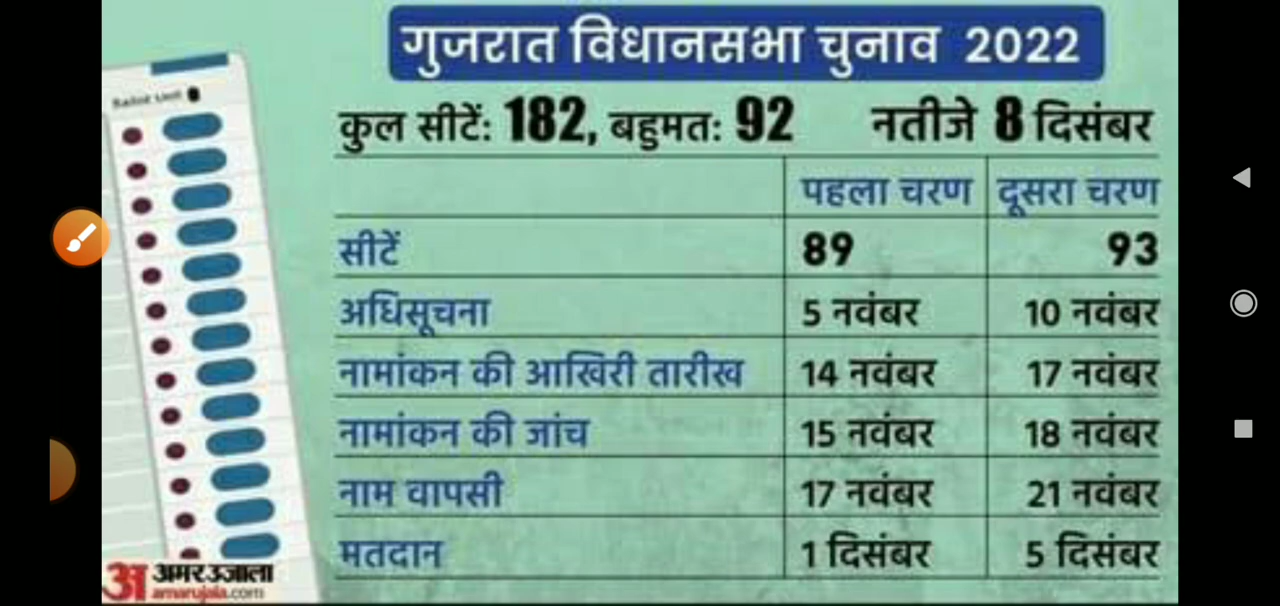 गुजरात विधानसभा चुनाव 2022
कुल सीटें: 182, बहुमत: 92 नतीजे 8 दिसंबर
पहला चरण दूसरा चरण
सीटें 89 93
अधिसूचना 5 नवंबर 10 नवंबर
नामांकन की आखिरी तारीख 14 नवंबर 17 नवंबर
नामांकन की जांच 15 नवंबर 18 नवंबर
नाम वापसी 17 नवंबर 21 नवंबर
मतदान 1 दिसंबर 5 दिसंबर
Ballot Unit
अ अमर उजाला
amarujala.com